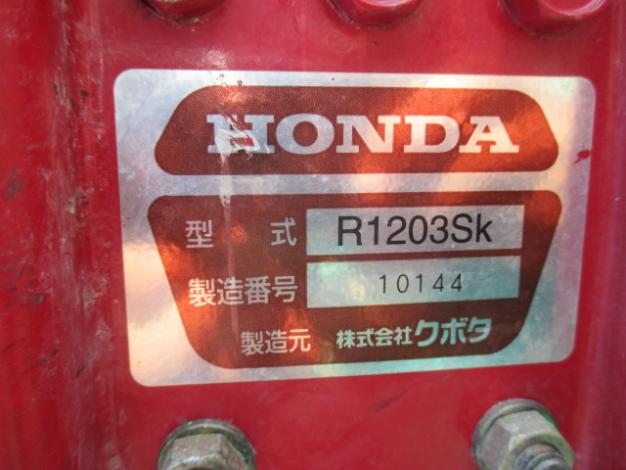 HONDA
型 式 R1203Sk
製造番号 10144
製造元 株式会社クボタ